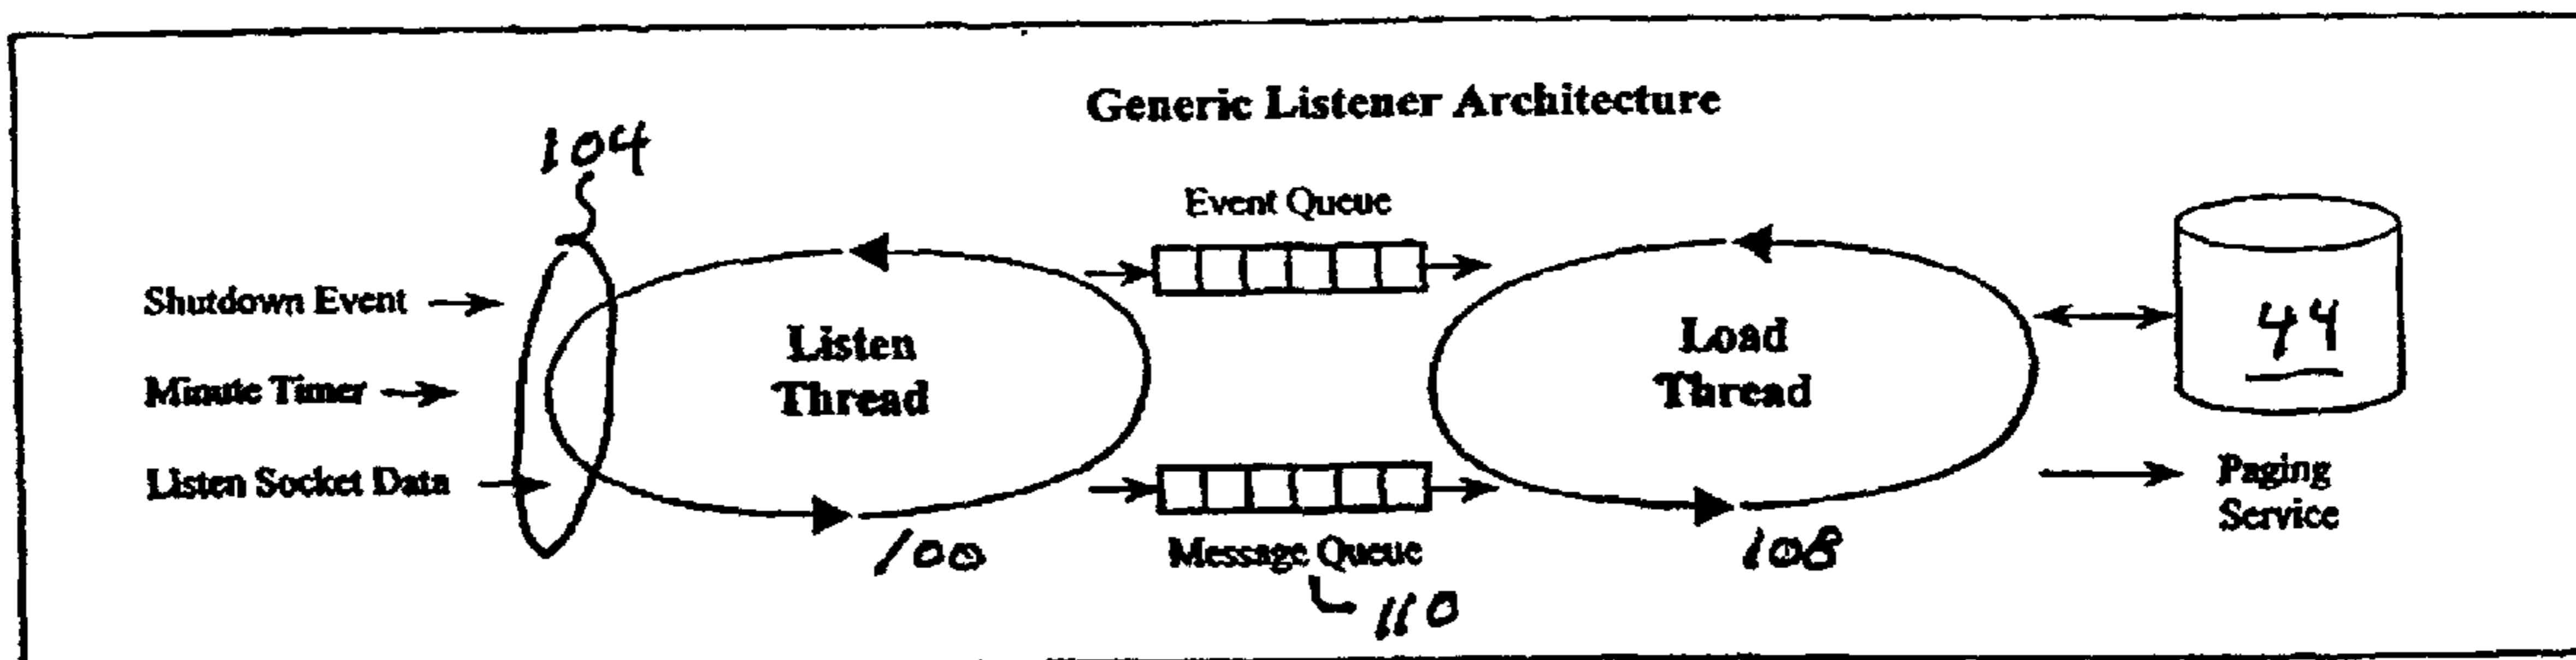 Generic Listener Architecture
104
Event Queue
Shutdown Event
Minute Timer
Listen Socket Data
Listen
Thread
Load
Thread
44
Paging
Service
100
Message Queue
108
110